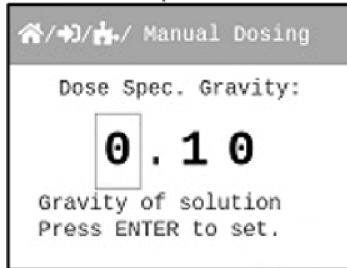 / / / Manual Dosing
Dose Spec. Gravity:
0.10
Gravity of solution
Press ENTER to set.